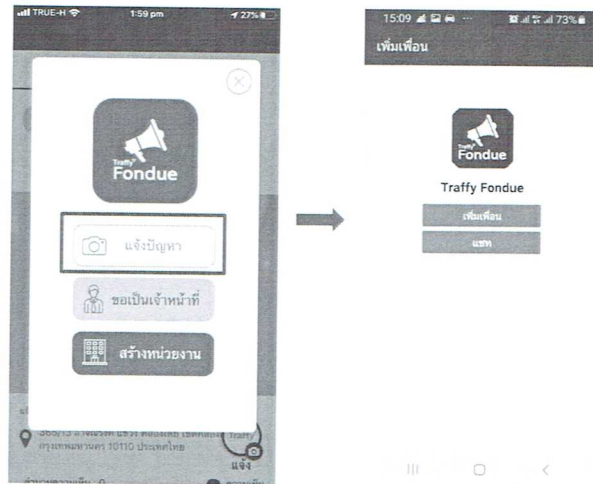 TRUE-H 1:59 pm 27%
Traffy
Fondue
แจ้งปัญหา
ขอเป็นเจ้าหน้าที่
สร้างหน่วยงาน
กรุงเทพมหานคร 10110 ประเทศไทย
แจ้ง
15:09 73%
เพิ่มเพื่อน
Traffy
Fondue
Traffy Fondue
เพิ่มเพื่อน
แชท